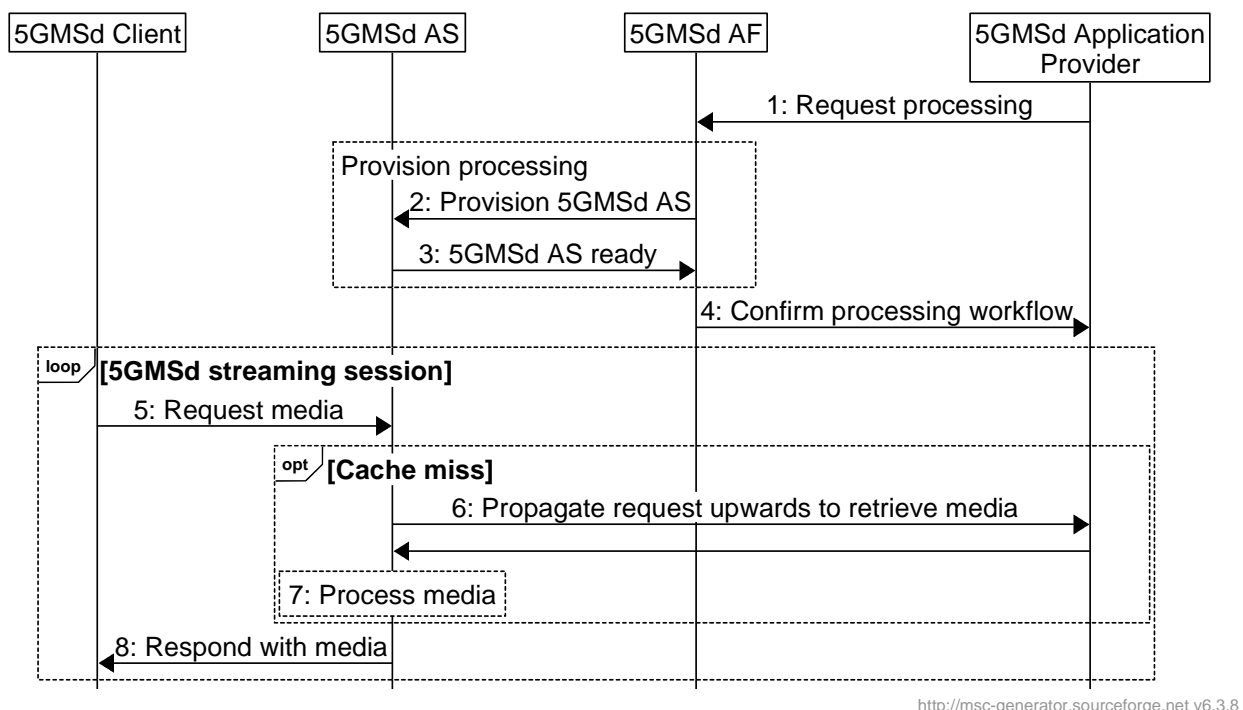 5GMSd Client
5GMSd AS
5GMSd AF
5GMSd Application
Provider
1: Request processing
Provision processing
2: Provision 5GMSd AS
3: 5GMSd AS ready
4: Confirm processing workflow
loop
[5GMSd streaming session]
5: Request media
opt
[Cache miss]
6: Propagate request upwards to retrieve media
7: Process media
8: Respond with media
http://msc-generator.sourceforge.net v6.3.8